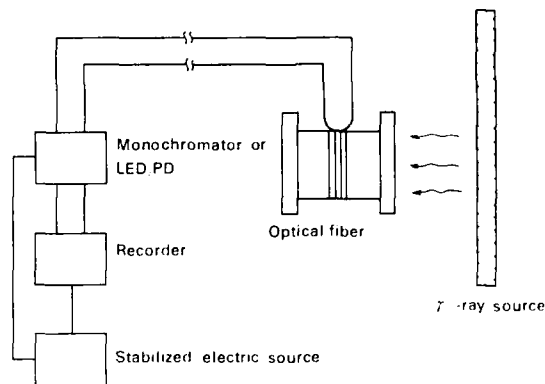 Monochromator or
LED.PD
Optical fiber
Recorder
γ -ray source
Stabilized electric source